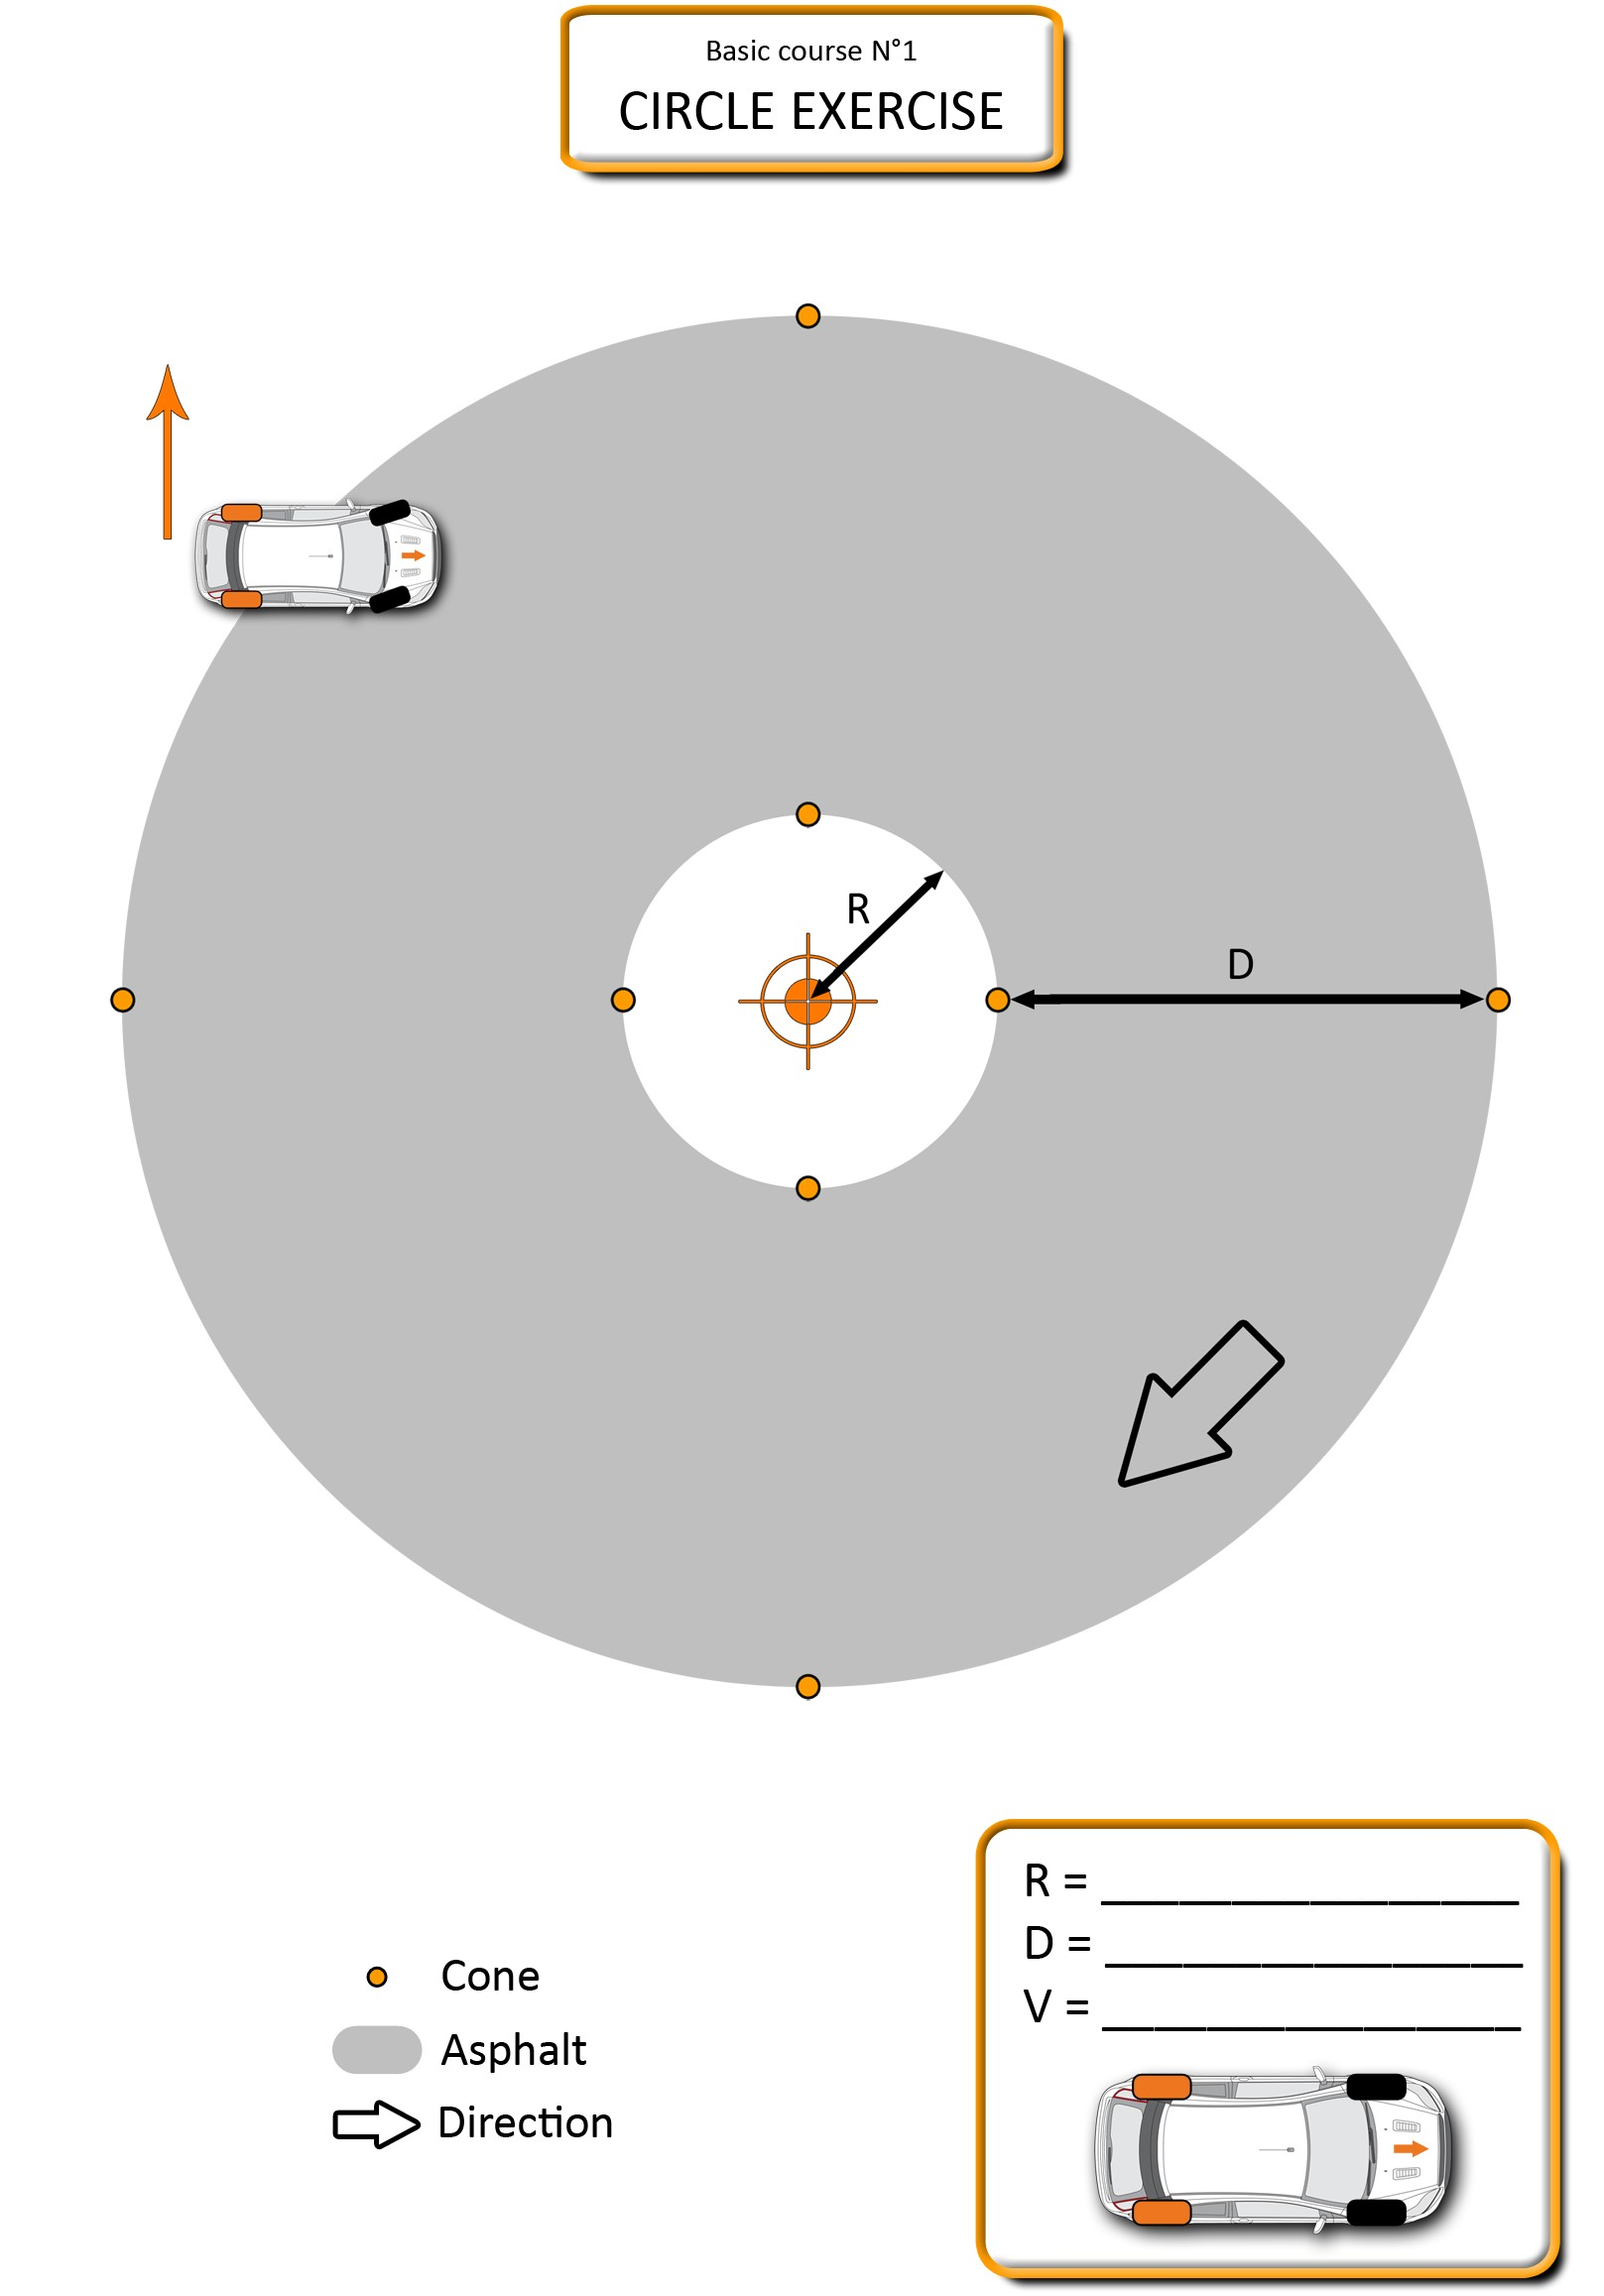 Basic course N°1
CIRCLE EXERCISE
R
D
R = ________________
D = ________________
V = ________________
Cone
Asphalt
Direction